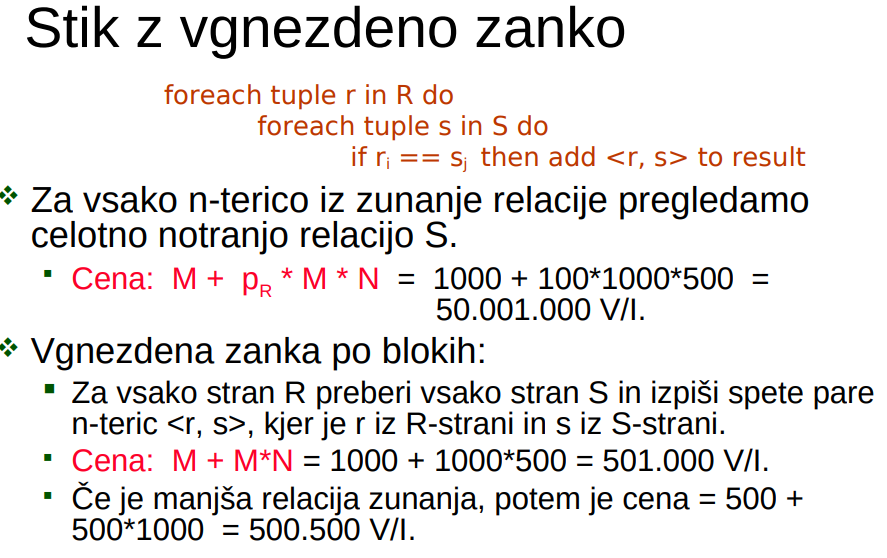 Stik z vgnezdeno zanko
foreach tuple r in R do
foreach tuple s in S do
if ri == sj then add <r, s> to result
Za vsako n-terico iz zunanje relacije pregledamo
celotno notranjo relacijo S.
Cena: M + pR * M * N = 1000 + 100*1000*500 =
50.001.000 V/I.
Vgnezdena zanka po blokih:
Za vsako stran R preberi vsako stran S in izpiši spete pare
n-teric <r, s>, kjer je r iz R-strani in s iz S-strani.
Cena: M + M*N = 1000 + 1000*500 = 501.000 V/I.
Če je manjša relacija zunanja, potem je cena = 500 +
500*1000 = 500.500 V/I.